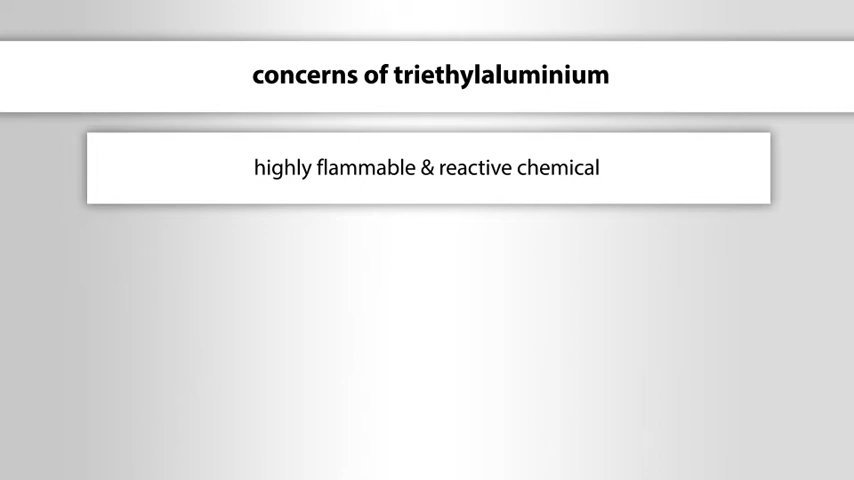 concerns of triethylaluminium
highly flammable & reactive chemical